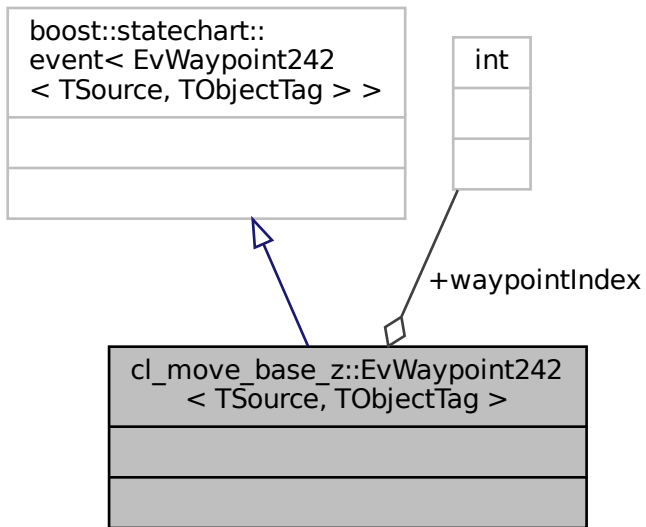 boost::statechart::
event< EvWaypoint242
< TSource, TObjectTag > >
int
+waypointIndex
cl_move_base_z::EvWaypoint242
< TSource, TObjectTag >